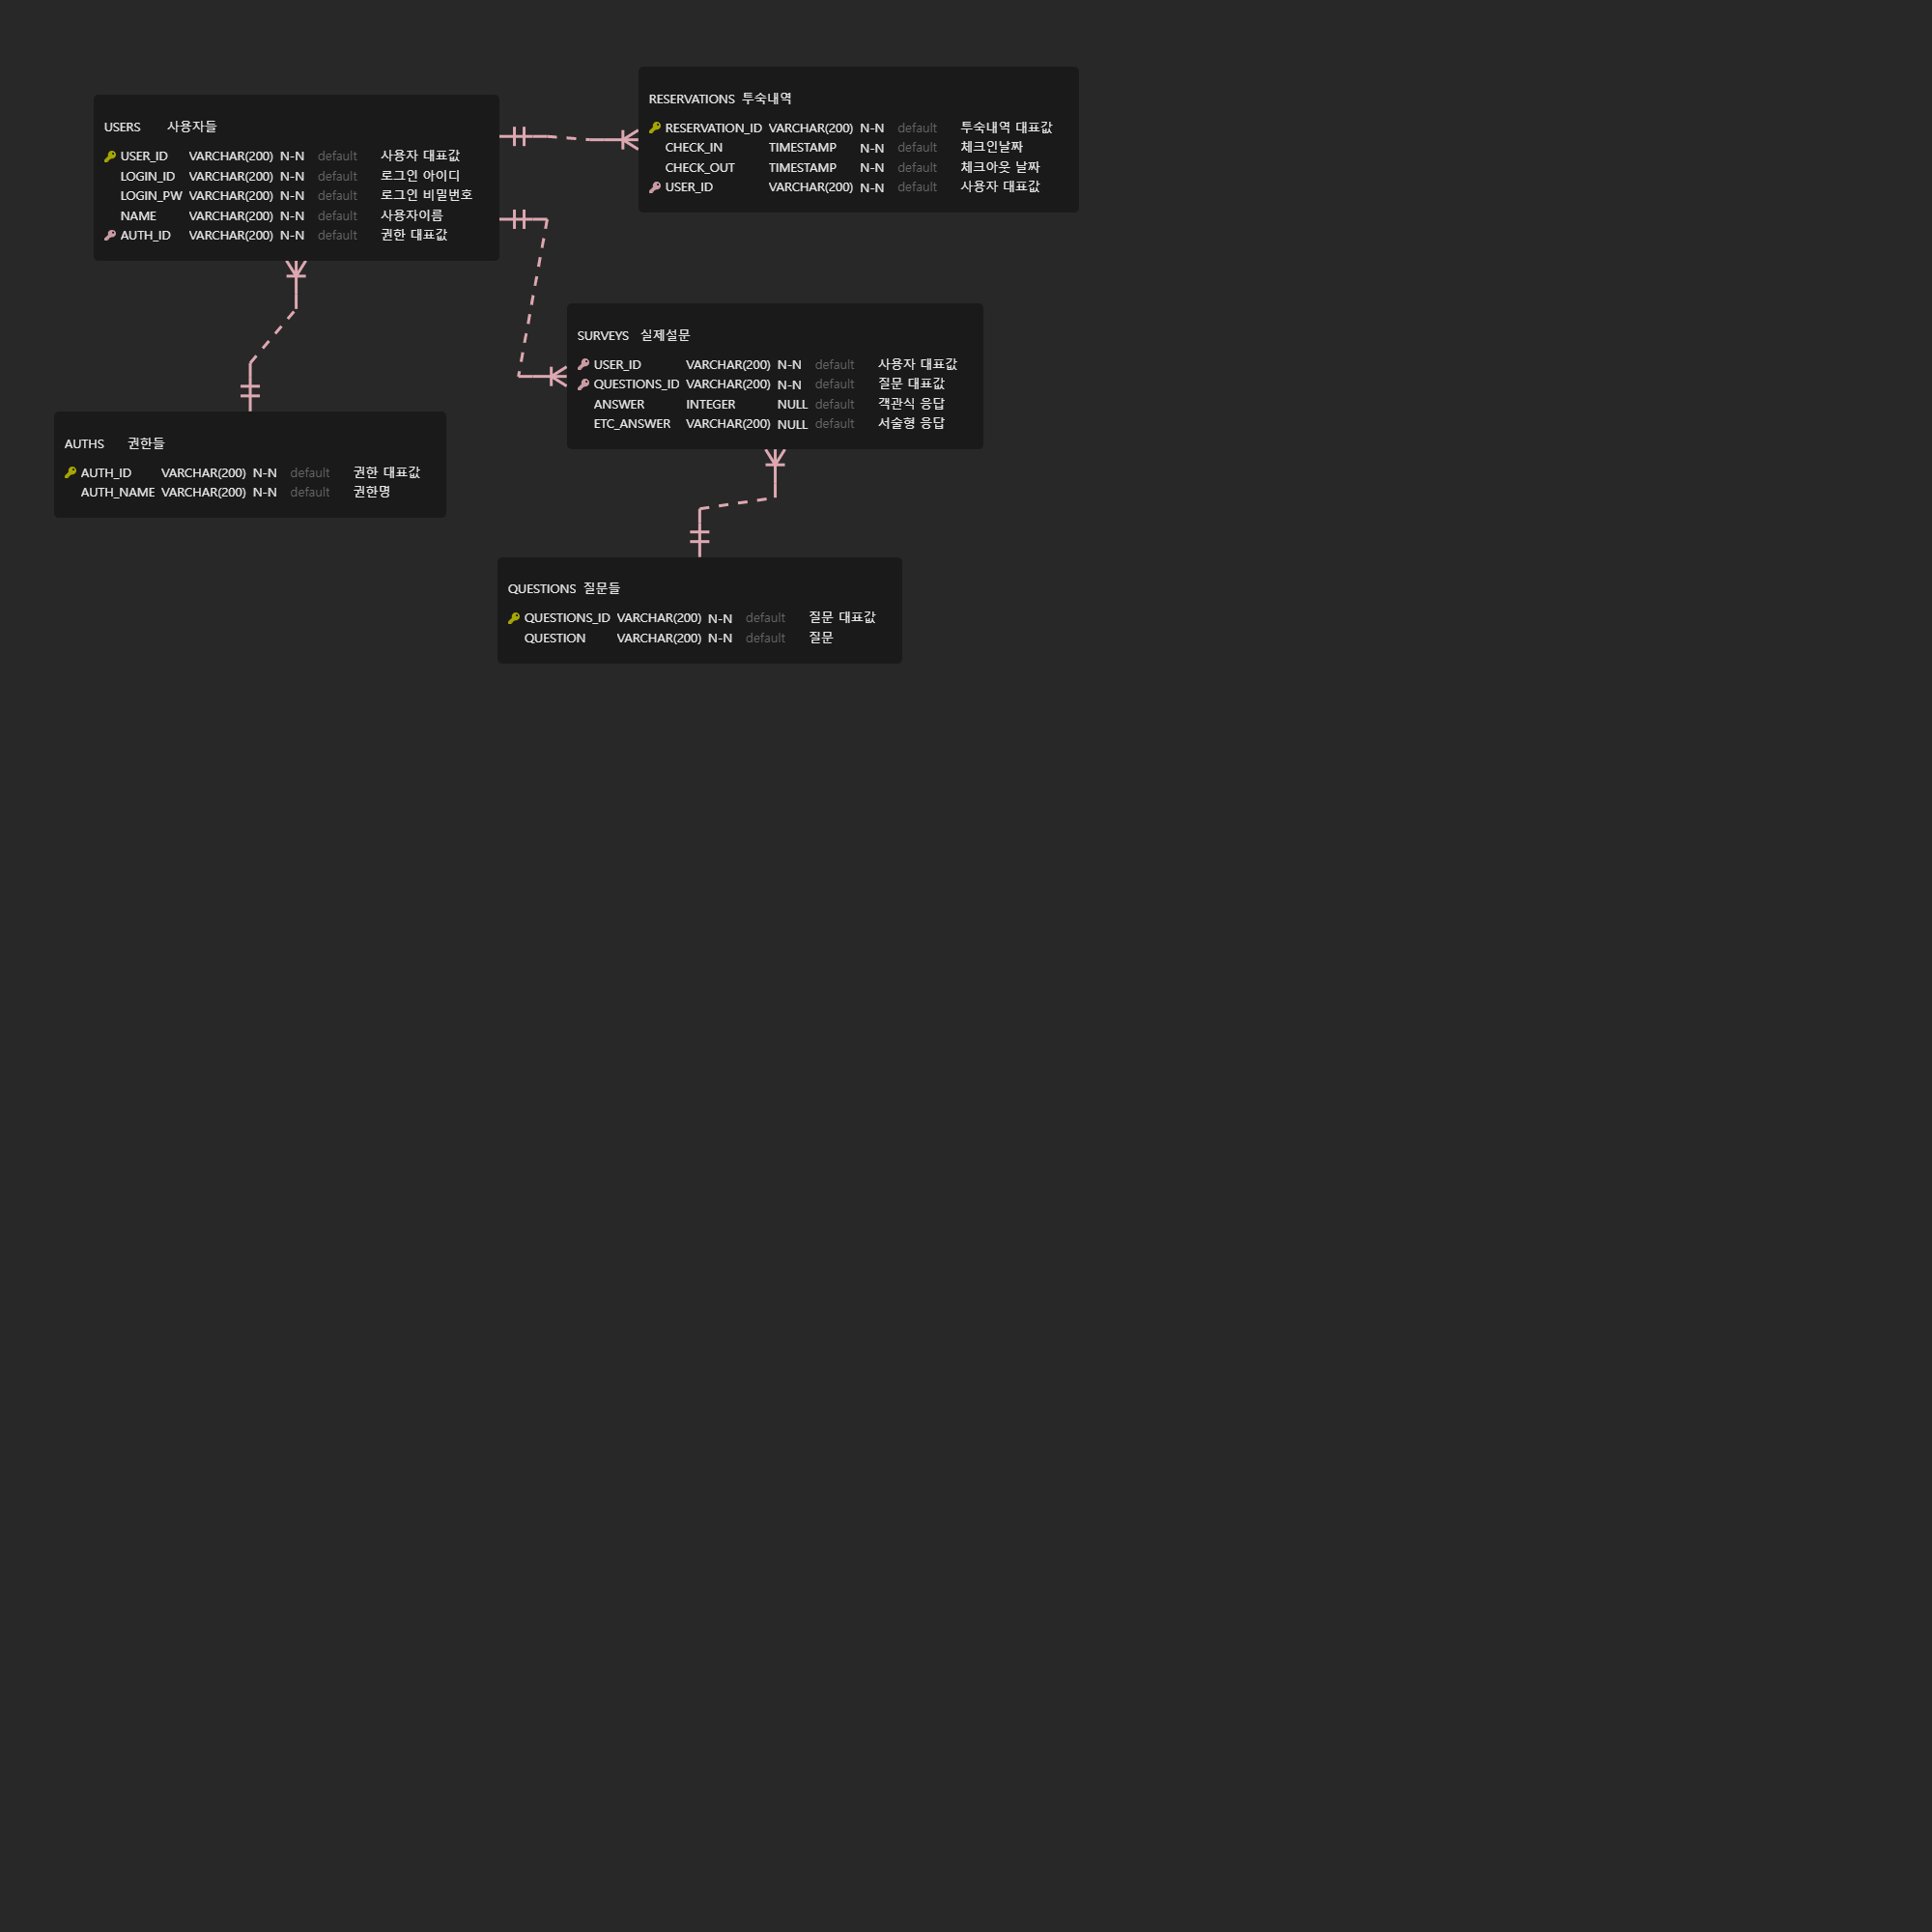 USERS 사용자들
USER_ID VARCHAR(200) N-N default 사용자 대표값
LOGIN_ID VARCHAR(200) N-N default 로그인 아이디
LOGIN_PW VARCHAR(200) N-N default 로그인 비밀번호
NAME VARCHAR(200) N-N default 사용자이름
AUTH_ID VARCHAR(200) N-N default 권한 대표값
RESERVATIONS 투숙내역
RESERVATION_ID VARCHAR(200) N-N default 투숙내역 대표값
CHECK_IN TIMESTAMP N-N default 체크인날짜
CHECK_OUT TIMESTAMP N-N default 체크아웃 날짜
USER_ID VARCHAR(200) N-N default 사용자 대표값
SURVEYS 실제설문
USER_ID VARCHAR(200) N-N default 사용자 대표값
QUESTIONS_ID VARCHAR(200) N-N default 질문 대표값
ANSWER INTEGER NULL default 객관식 응답
ETC_ANSWER VARCHAR(200) NULL default 서술형 응답
AUTHS 권한들
AUTH_ID VARCHAR(200) N-N default 권한 대표값
AUTH_NAME VARCHAR(200) N-N default 권한명
QUESTIONS 질문들
QUESTIONS_ID VARCHAR(200) N-N default 질문 대표값
QUESTION VARCHAR(200) N-N default 질문